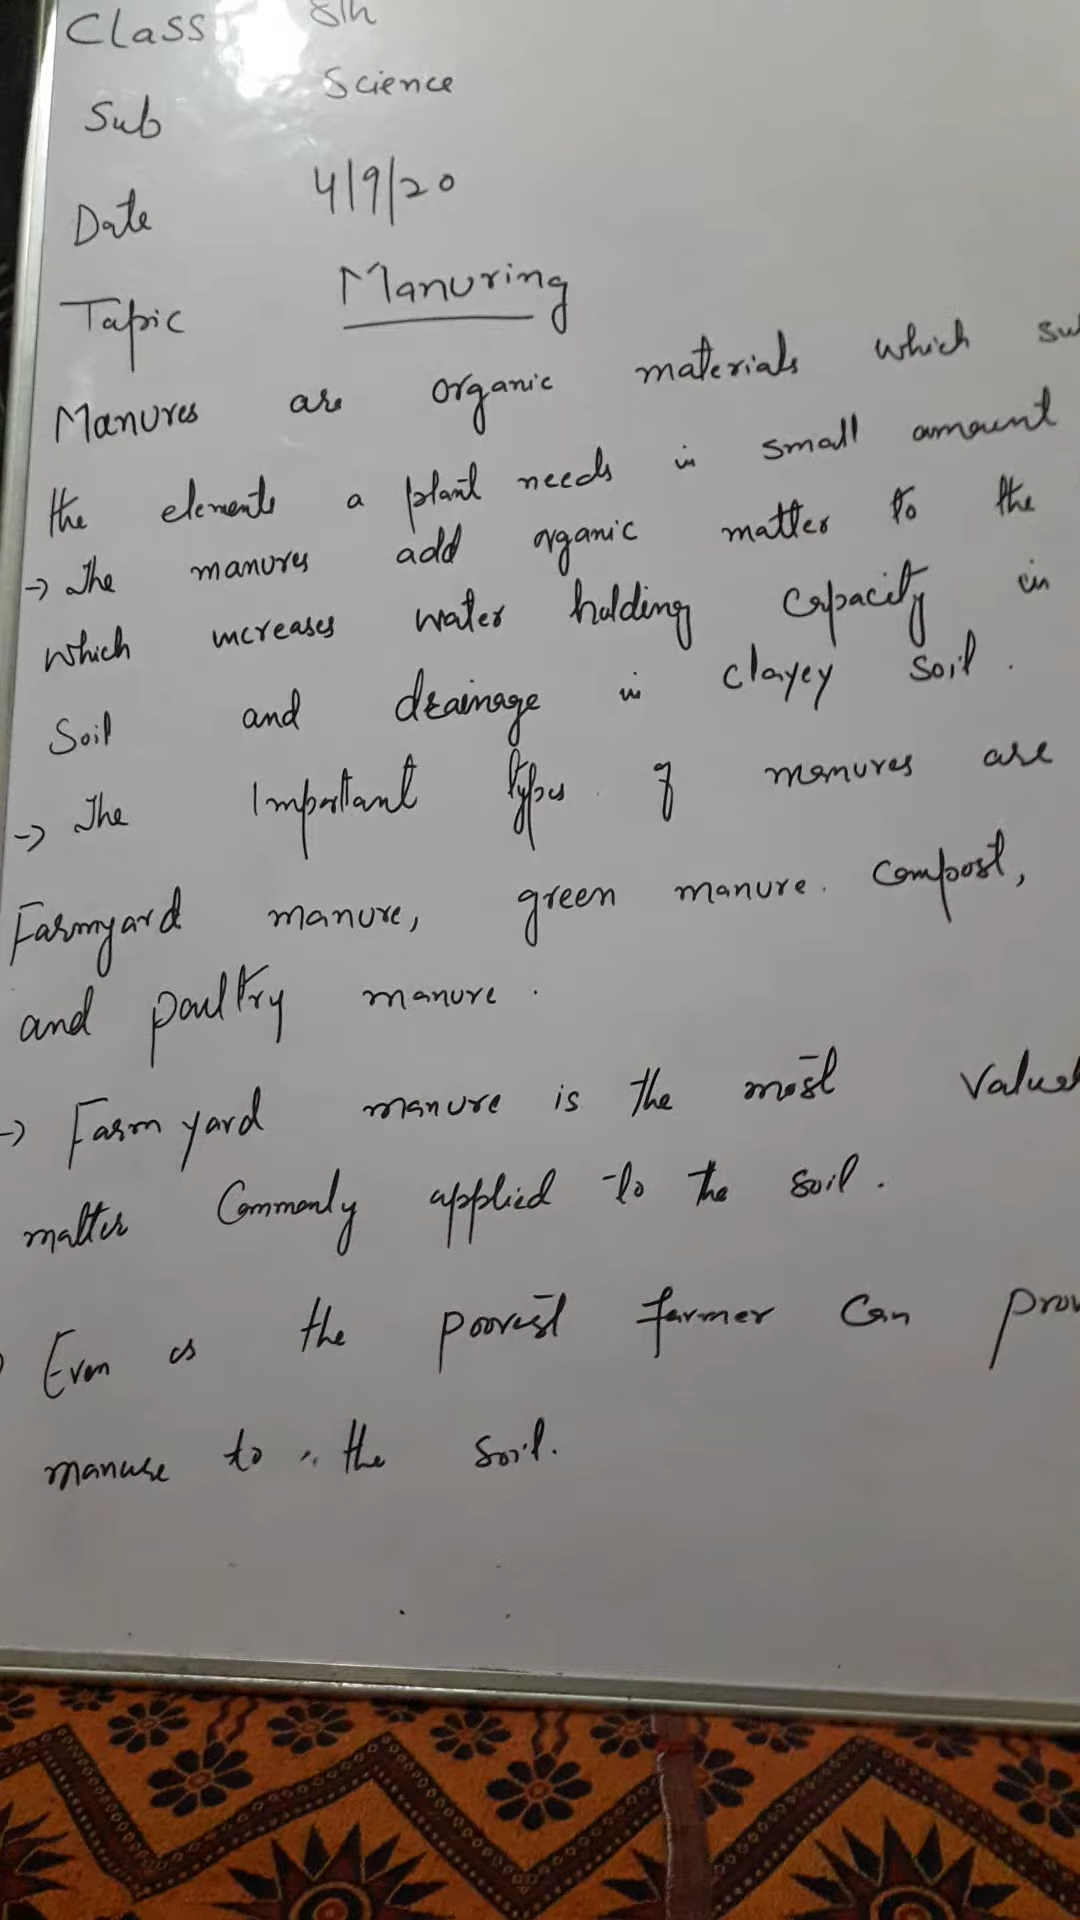 Class 8th
Sub Science
Date 4/9/20
Topic Manuring
Manures are organic materials which
the elements a plant needs in small amount
→ The manures add organic matter to the
which increases water holding capacity in
Soil and drainage in clayey soil.
→ The Important types of manures are
Farmyard manure, green manure. Compost,
and poultry manure.
→ Farm yard manure is the most
matter Commonly applied to the soil.
Even as the poorest farmer Can
manure to the soil.